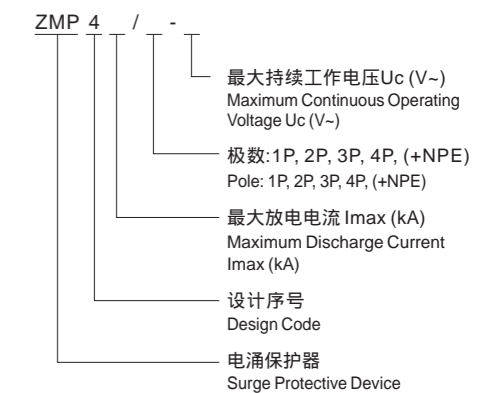 ZMP 4 _ / _ - _
最大持续工作电压Uc (V~)
Maximum Continuous Operating
Voltage Uc (V~)
极数:1P, 2P, 3P, 4P, (+NPE)
Pole: 1P, 2P, 3P, 4P, (+NPE)
最大放电电流 Imax (kA)
Maximum Discharge Current
Imax (kA)
设计序号
Design Code
电涌保护器
Surge Protective Device